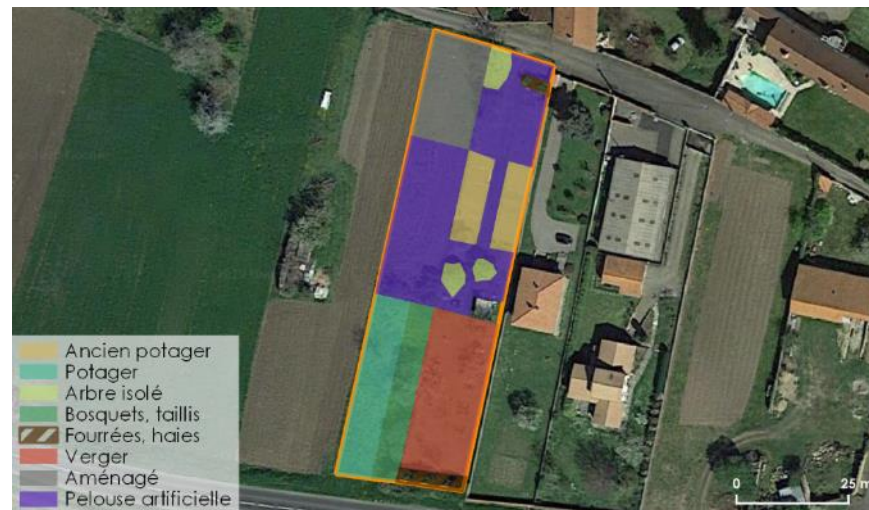 Ancien potager
Potager
Arbre isolé
Bosquets, taillis
Fourrées, haies
Verger
Aménagé
Pelouse artificielle
0 25 m